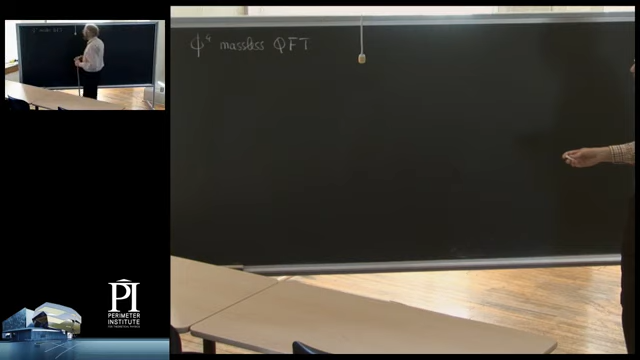 ϕ⁴ massless QFT
PI
PERIMETER
INSTITUTE
FOR THEORETICAL PHYSICS